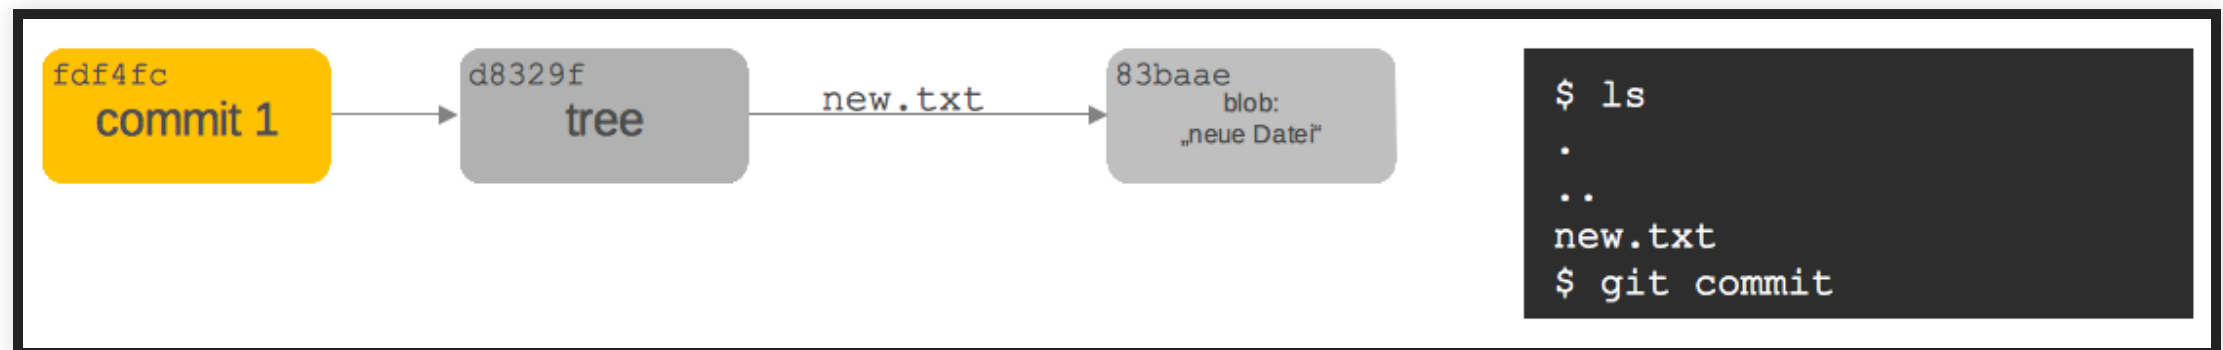 fdf4fc
commit 1
d8329f
tree
new.txt
83baae
blob:
„neue Datei“
$ ls
.
..
new.txt
$ git commit